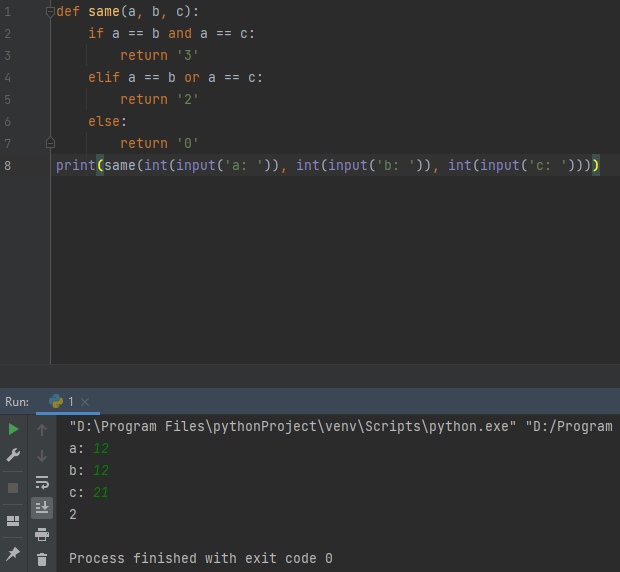 1 def same(a, b, c):
2     if a == b and a == c:
3         return '3'
4     elif a == b or a == c:
5         return '2'
6     else:
7         return '0'
8 print(same(int(input('a: ')), int(input('b: ')), int(input('c: '))))
Run: 1 ×
"D:\Program Files\pythonProject\venv\Scripts\python.exe" "D:/Program
a: 12
b: 12
c: 21
2
Process finished with exit code 0